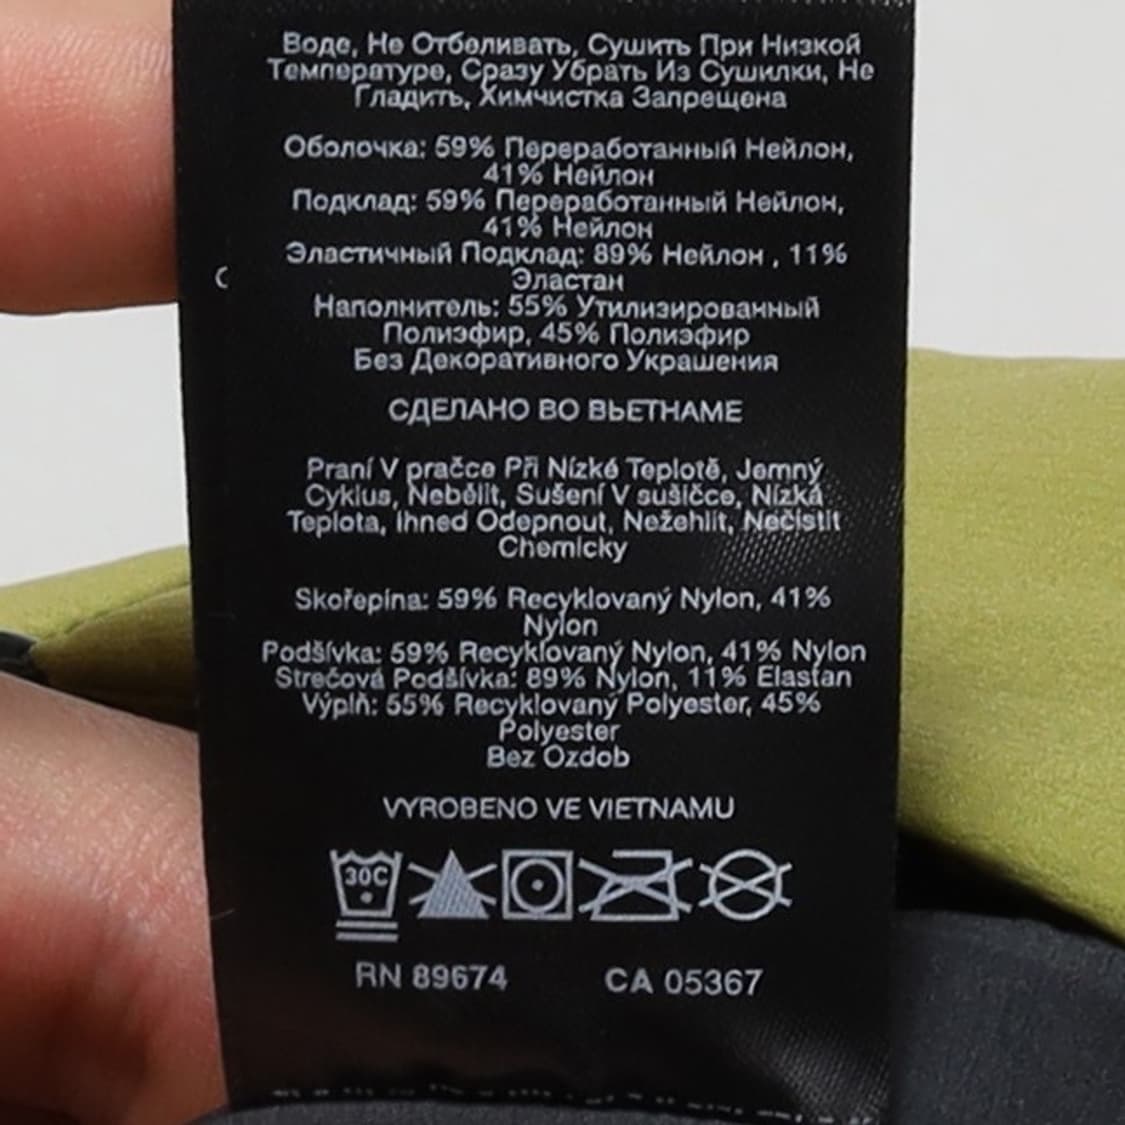 Воде, Не Отбеливать, Сушить При Низкой
Температуре, Сразу Убрать Из Сушилки, Не
Гладить, Химчистка Запрещена
Оболочка: 59% Переработанный Нейлон,
41% Нейлон
Подклад: 59% Переработанный Нейлон,
41% Нейлон
Эластичный Подклад: 89% Нейлон , 11%
Эластан
Наполнитель: 55% Утилизированный
Полиэфир, 45% Полиэфир
Без Декоративного Украшения
СДЕЛАНО ВО ВЬЕТНАМЕ
Praní V pračce Při Nízké Teplotě, Jemný
Cyklus, Nebělit, Sušení V sušičce, Nízká
Teplota, Ihned Odepnout, Nežehlit, Nečistit
Chemicky
Skořepina: 59% Recyklovaný Nylon, 41%
Nylon
Podšívka: 59% Recyklovaný Nylon, 41% Nylon
Strečová Podšívka: 89% Nylon, 11% Elastan
Výplň: 55% Recyklovaný Polyester, 45%
Polyester
Bez Ozdob
VYROBENO VE VIETNAMU
30C
RN 89674 CA 05367